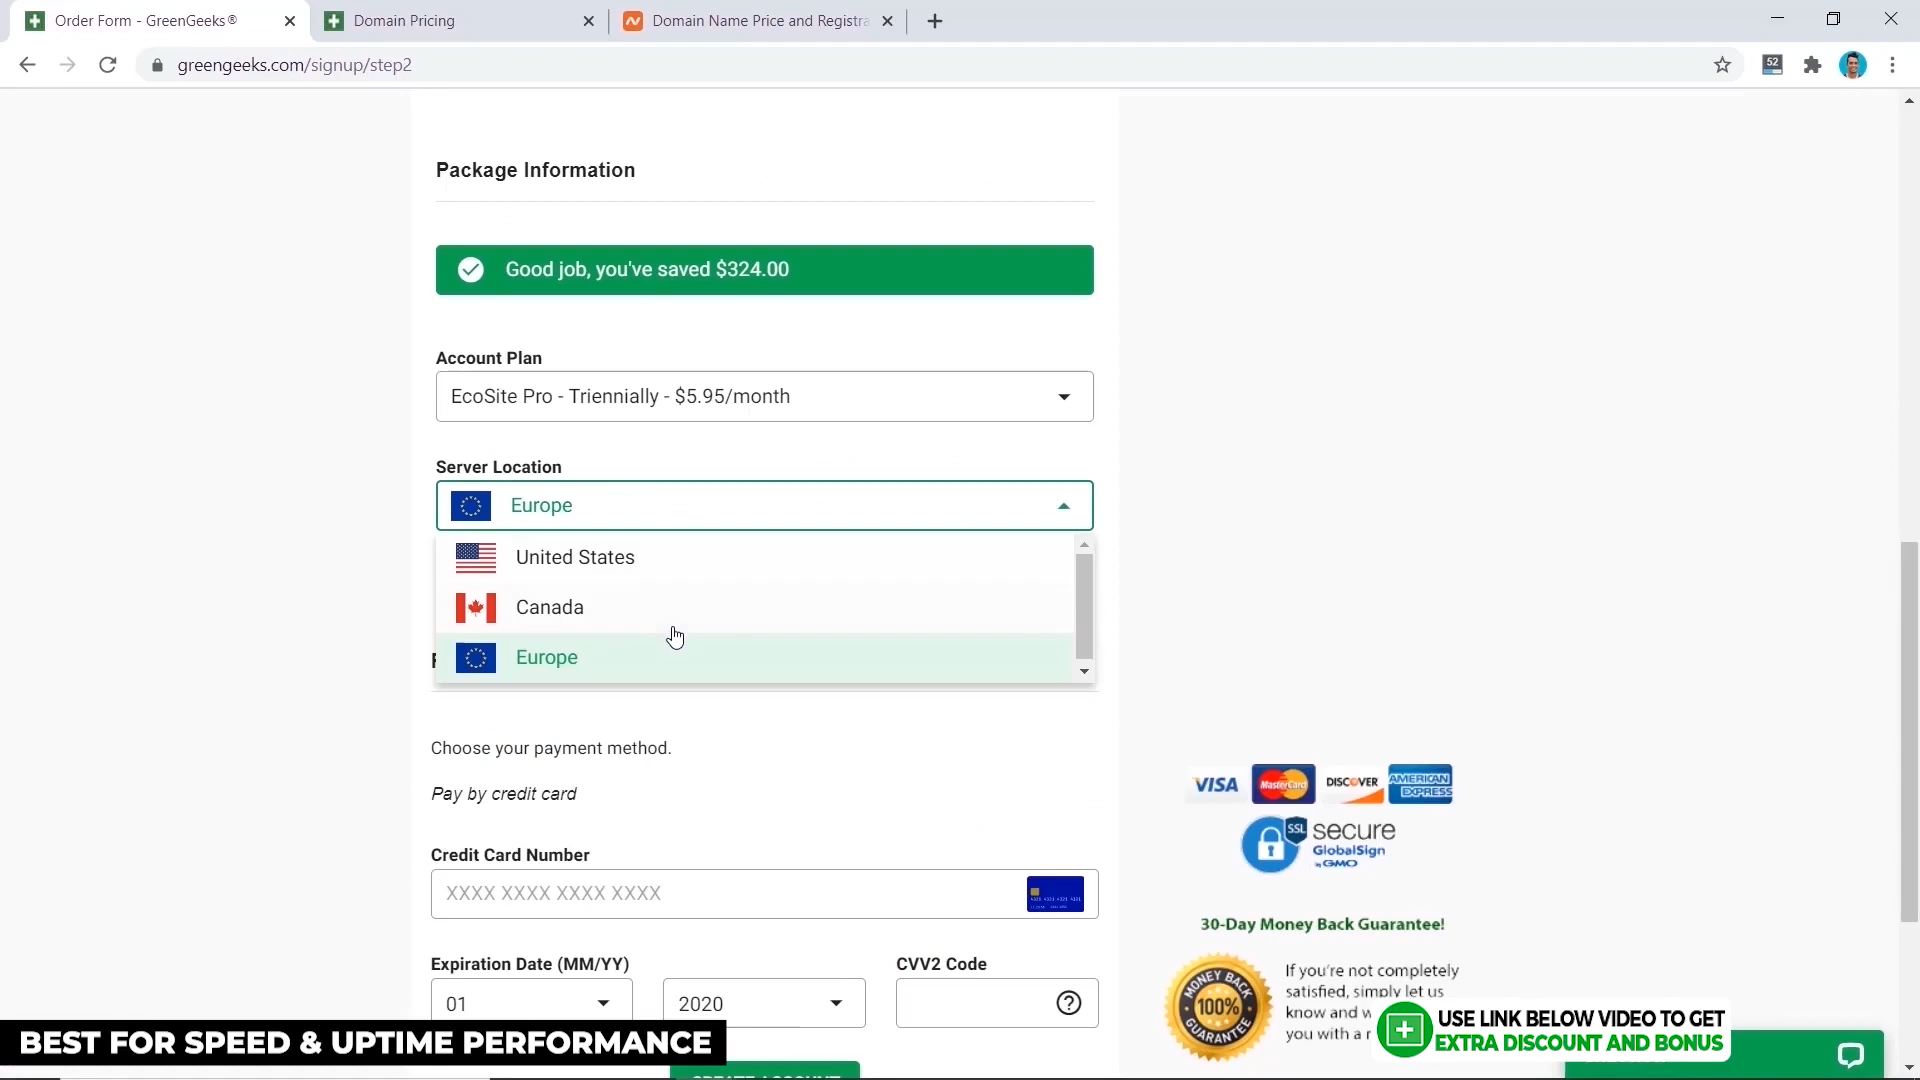 Order Form - GreenGeeks®
Domain Pricing
Domain Name Price and Registra
greengeeks.com/signup/step2
52
Package Information
Good job, you've saved $324.00
Account Plan
EcoSite Pro - Triennially - $5.95/month
Server Location
Europe
United States
Canada
Europe
Choose your payment method.
Pay by credit card
Credit Card Number
XXXX XXXX XXXX XXXX
Expiration Date (MM/YY)
CVV2 Code
01
2020
VISA
MasterCard
DISCOVER
AMERICAN EXPRESS
SSL
secure
GlobalSign
by GMO
30-Day Money Back Guarantee!
MONEY BACK
100%
GUARANTEE
If you're not completely
satisfied, simply let us
know and w
you with a r
BEST FOR SPEED & UPTIME PERFORMANCE
USE LINK BELOW VIDEO TO GET
EXTRA DISCOUNT AND BONUS